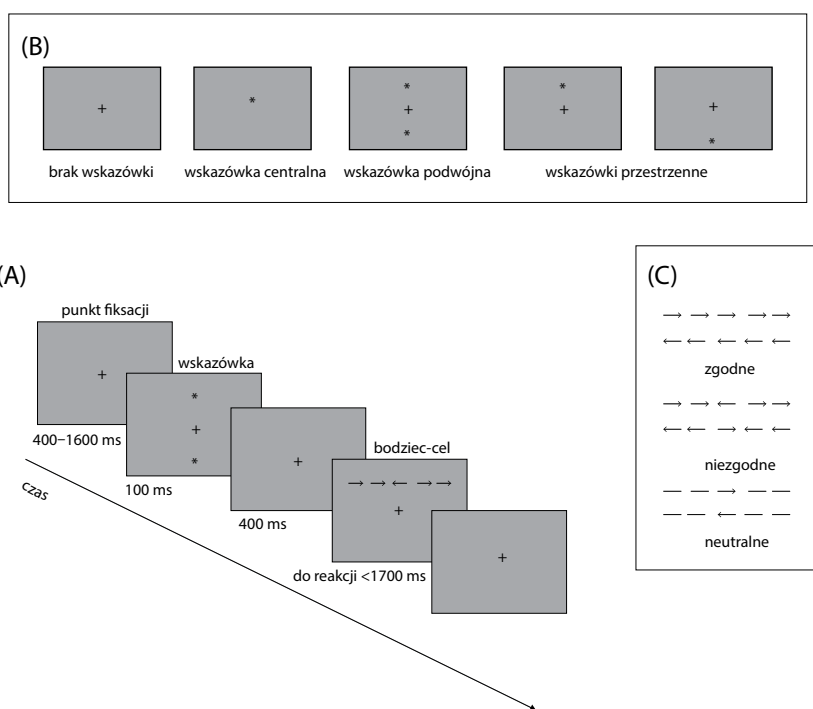 (B)
brak wskazówki
wskazówka centralna
wskazówka podwójna
wskazówki przestrzenne
(A)
punkt fiksacji
wskazówka
400–1600 ms
100 ms
400 ms
bodziec-cel
do reakcji <1700 ms
czas
(C)
zgodne
niezgodne
neutralne